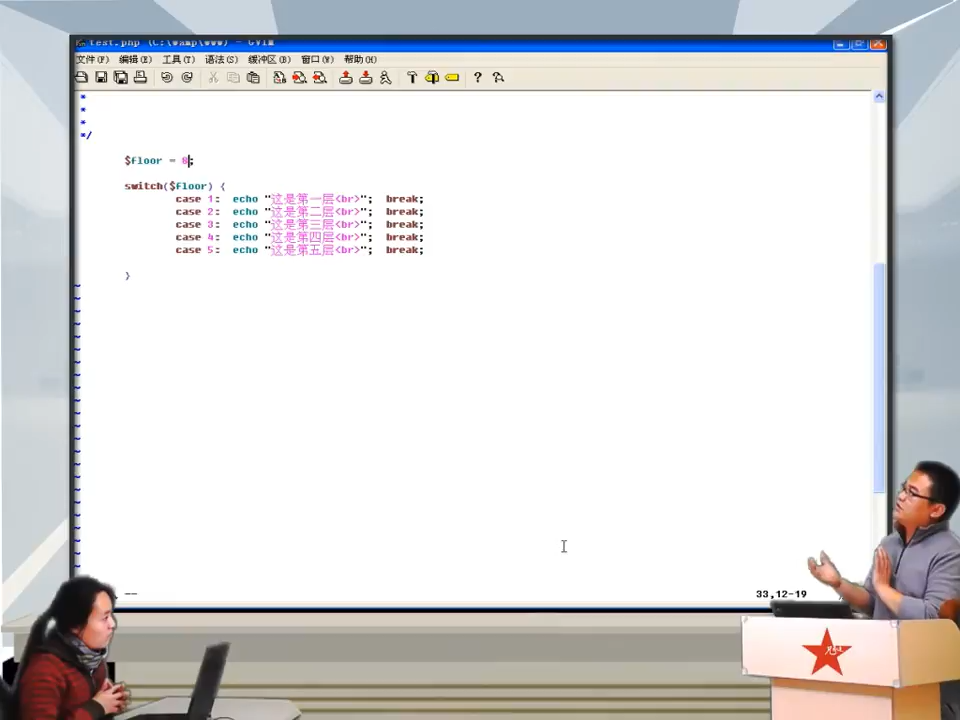 test.php (C:\wamp\www) - GVIM
文件(F) 编辑(E) 工具(T) 语法(S) 缓冲区(B) 窗口(W) 帮助(H)
*
*
*
*/
$floor = 8;
switch($floor) {
case 1: echo "这是第一层<br>"; break;
case 2: echo "这是第二层<br>"; break;
case 3: echo "这是第三层<br>"; break;
case 4: echo "这是第四层<br>"; break;
case 5: echo "这是第五层<br>"; break;
}
--
33,12-19